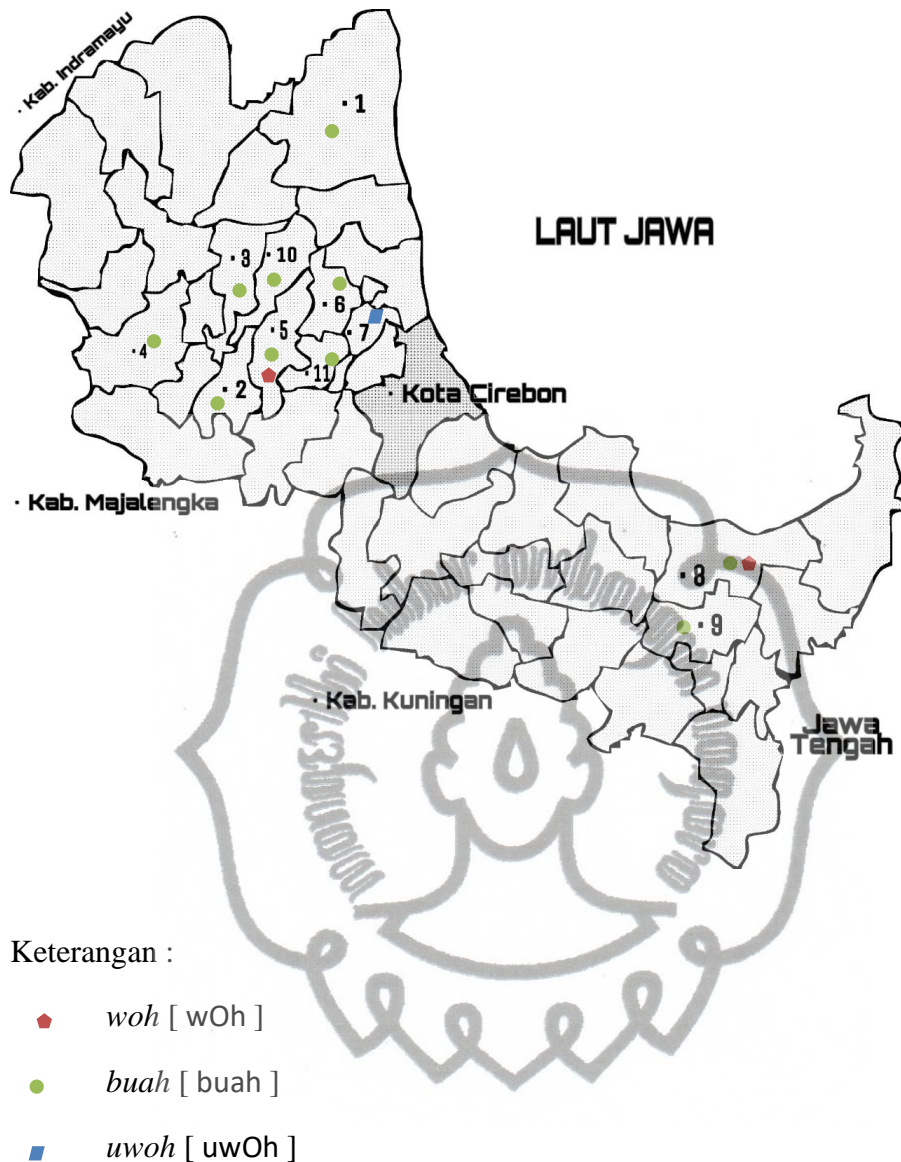 · Kab. Indramayu
· 1
LAUT JAWA
· 3
· 10
· 6
· 5
· 7
· 4
· 11
· 2
· Kota Cirebon
· Kab. Majalengka
· 8
· 9
· Kab. Kuningan
Jawa
Tengah
Keterangan :
woh [ wOh ]
buah [ buah ]
uwoh [ uwOh ]